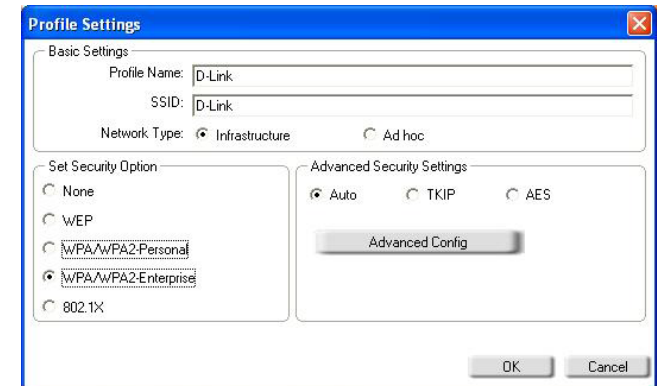 Profile Settings
Basic Settings
Profile Name: D-Link
SSID: D-Link
Network Type: Infrastructure Ad hoc
Set Security Option
None
WEP
WPA/WPA2-Personal
WPA/WPA2-Enterprise
802.1X
Advanced Security Settings
Auto TKIP AES
Advanced Config
OK Cancel